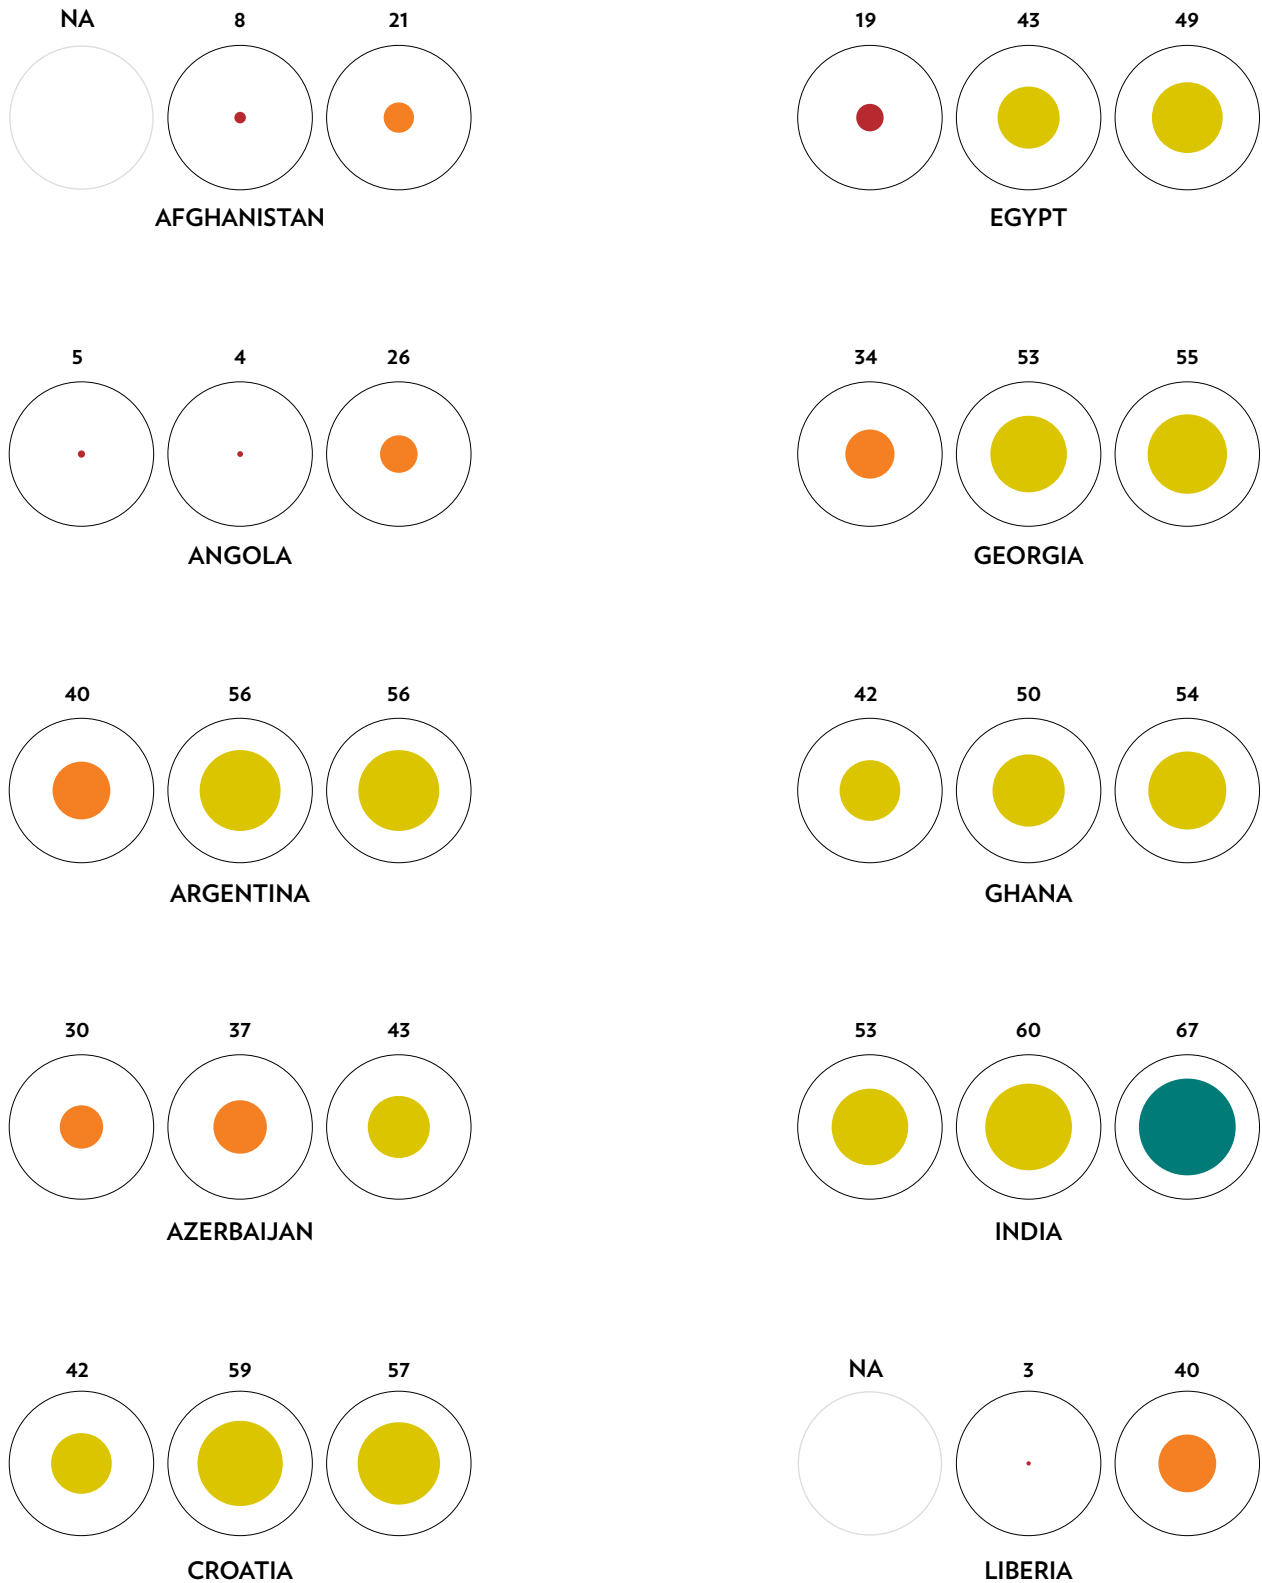 NA 8 21
AFGHANISTAN
5 4 26
ANGOLA
40 56 56
ARGENTINA
30 37 43
AZERBAIJAN
42 59 57
CROATIA
19 43 49
EGYPT
34 53 55
GEORGIA
42 50 54
GHANA
53 60 67
INDIA
NA 3 40
LIBERIA